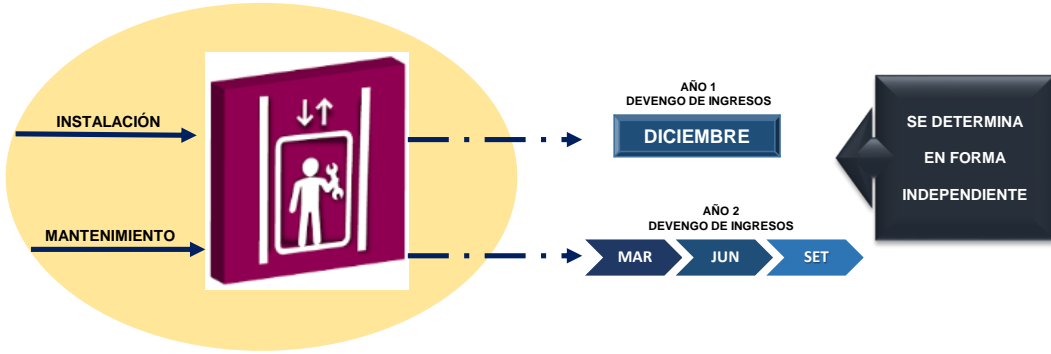 INSTALACIÓN
MANTENIMIENTO
AÑO 1
DEVENGO DE INGRESOS
DICIEMBRE
AÑO 2
DEVENGO DE INGRESOS
MAR
JUN
SET
SE DETERMINA
EN FORMA
INDEPENDIENTE